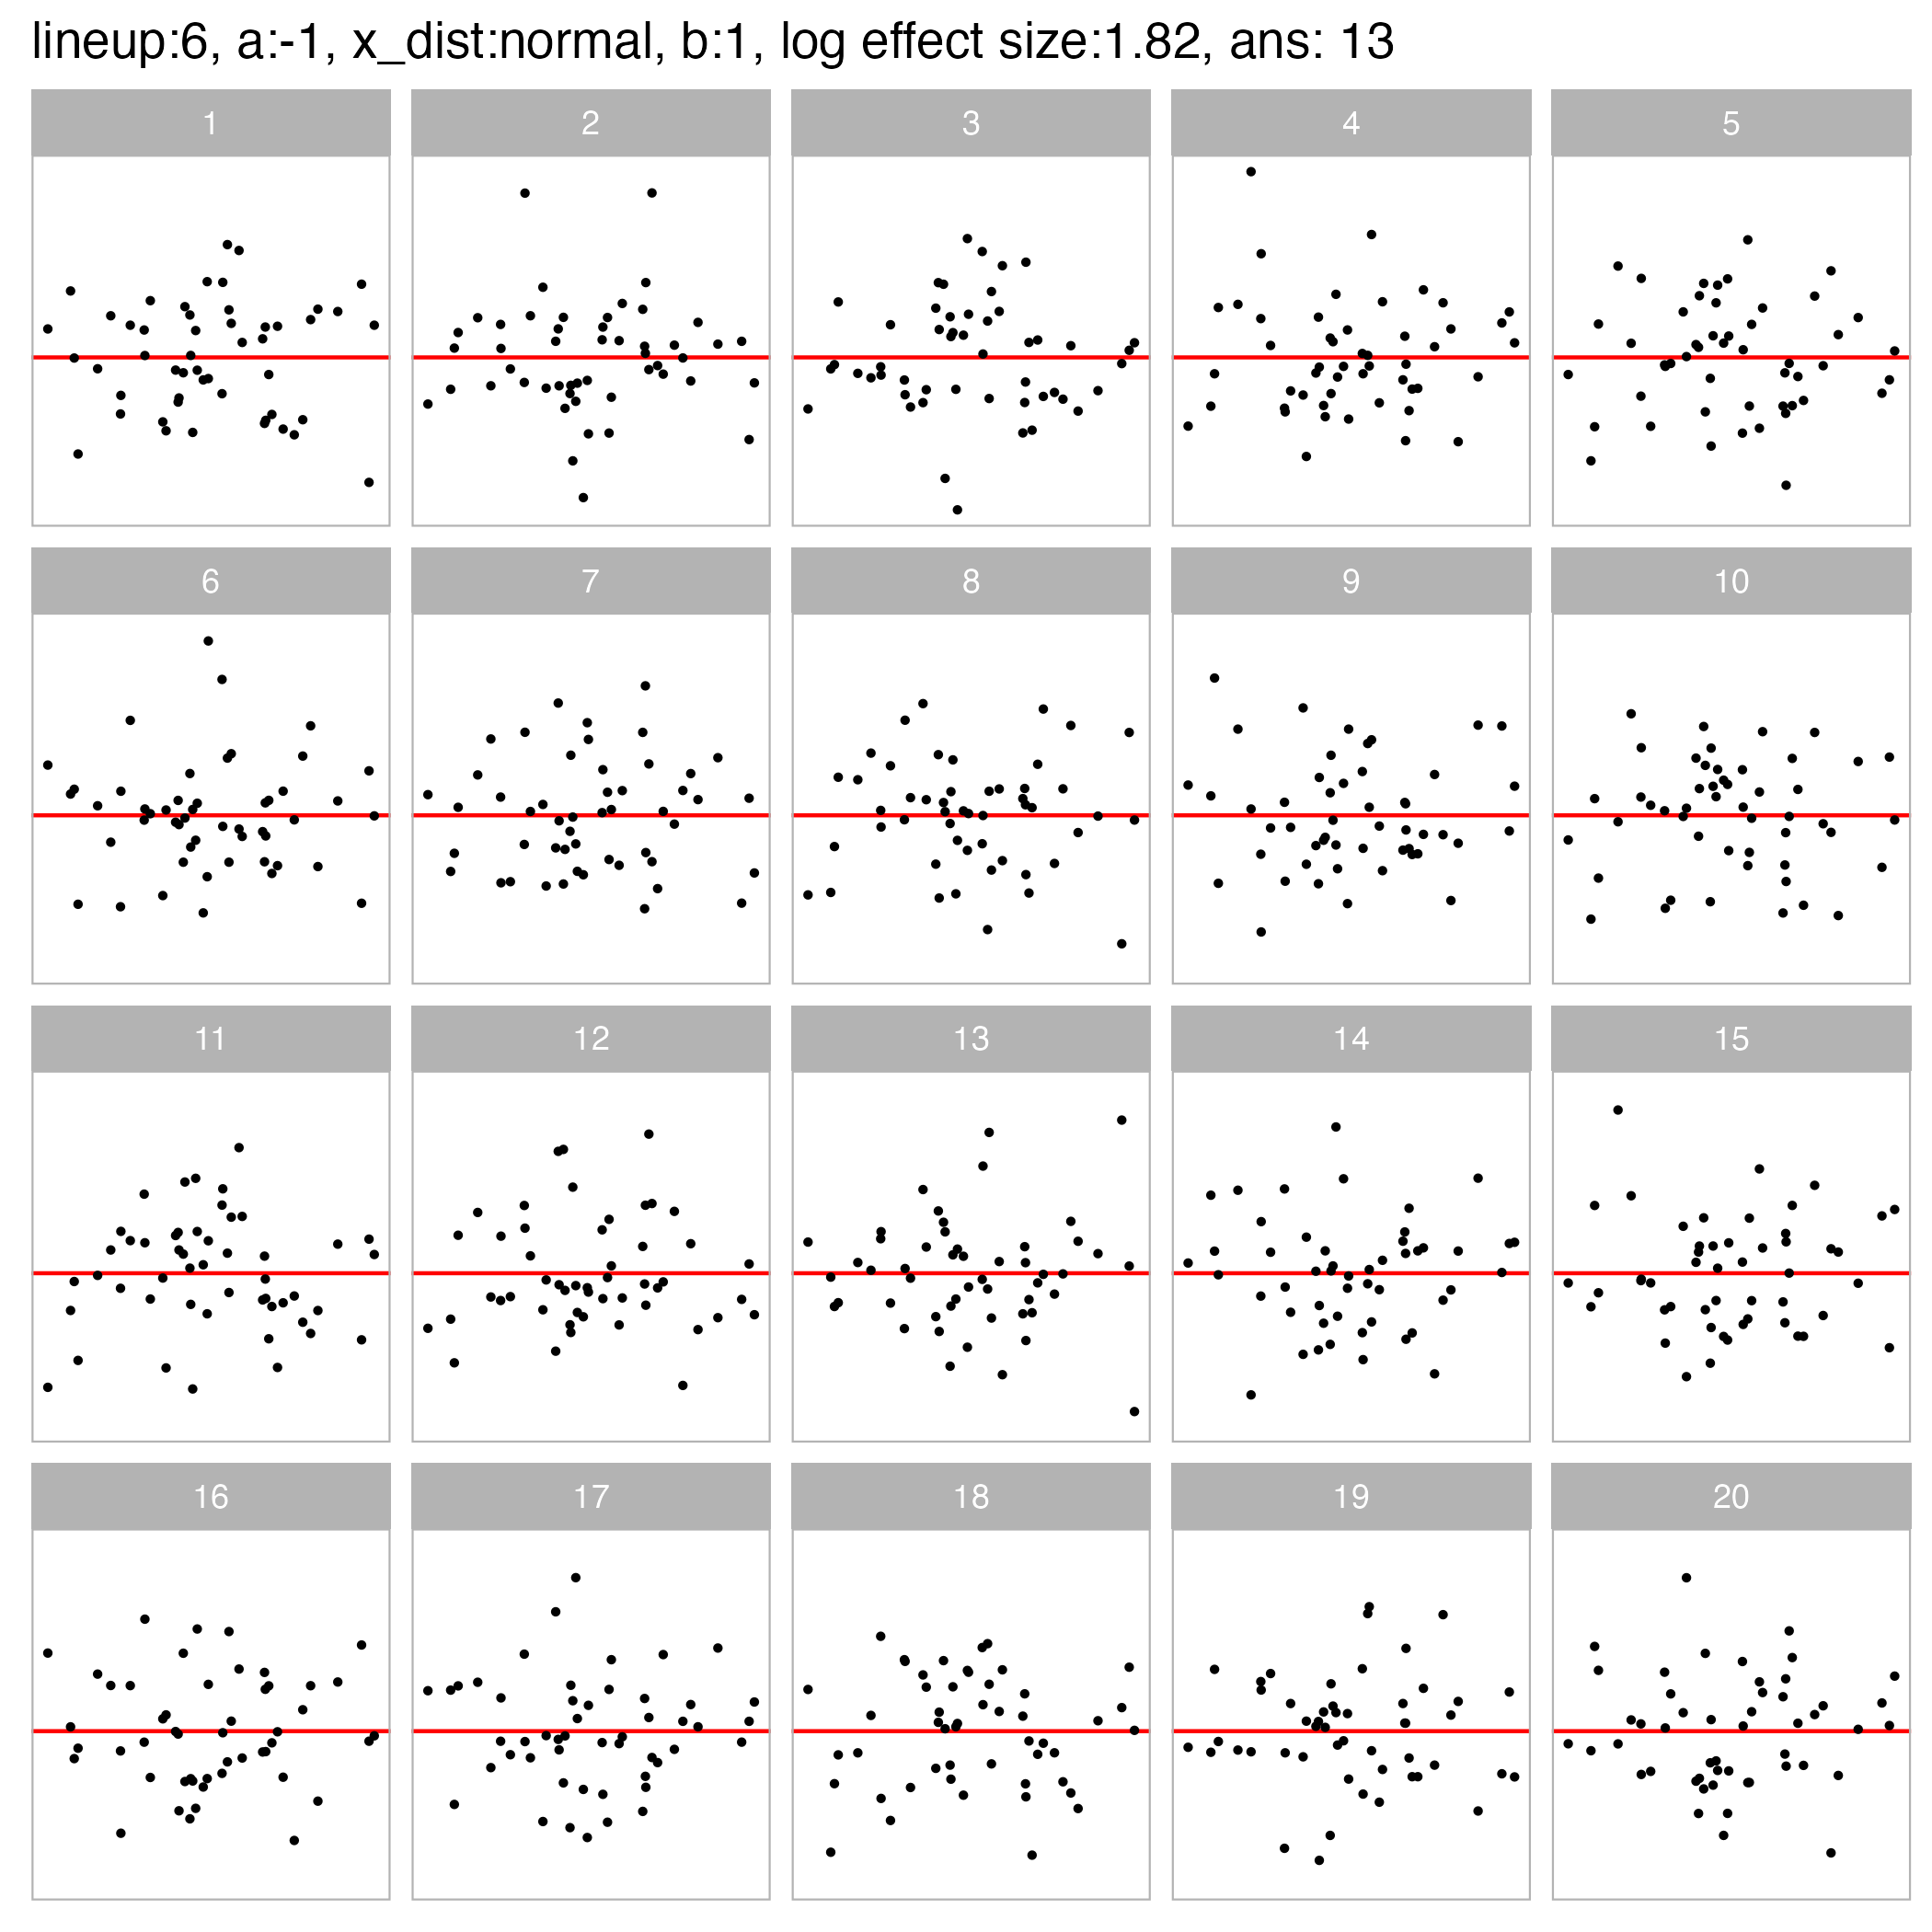 lineup:6, a:-1, x_dist:normal, b:1, log effect size:1.82, ans: 13
1 2 3 4 5
6 7 8 9 10
11 12 13 14 15
16 17 18 19 20